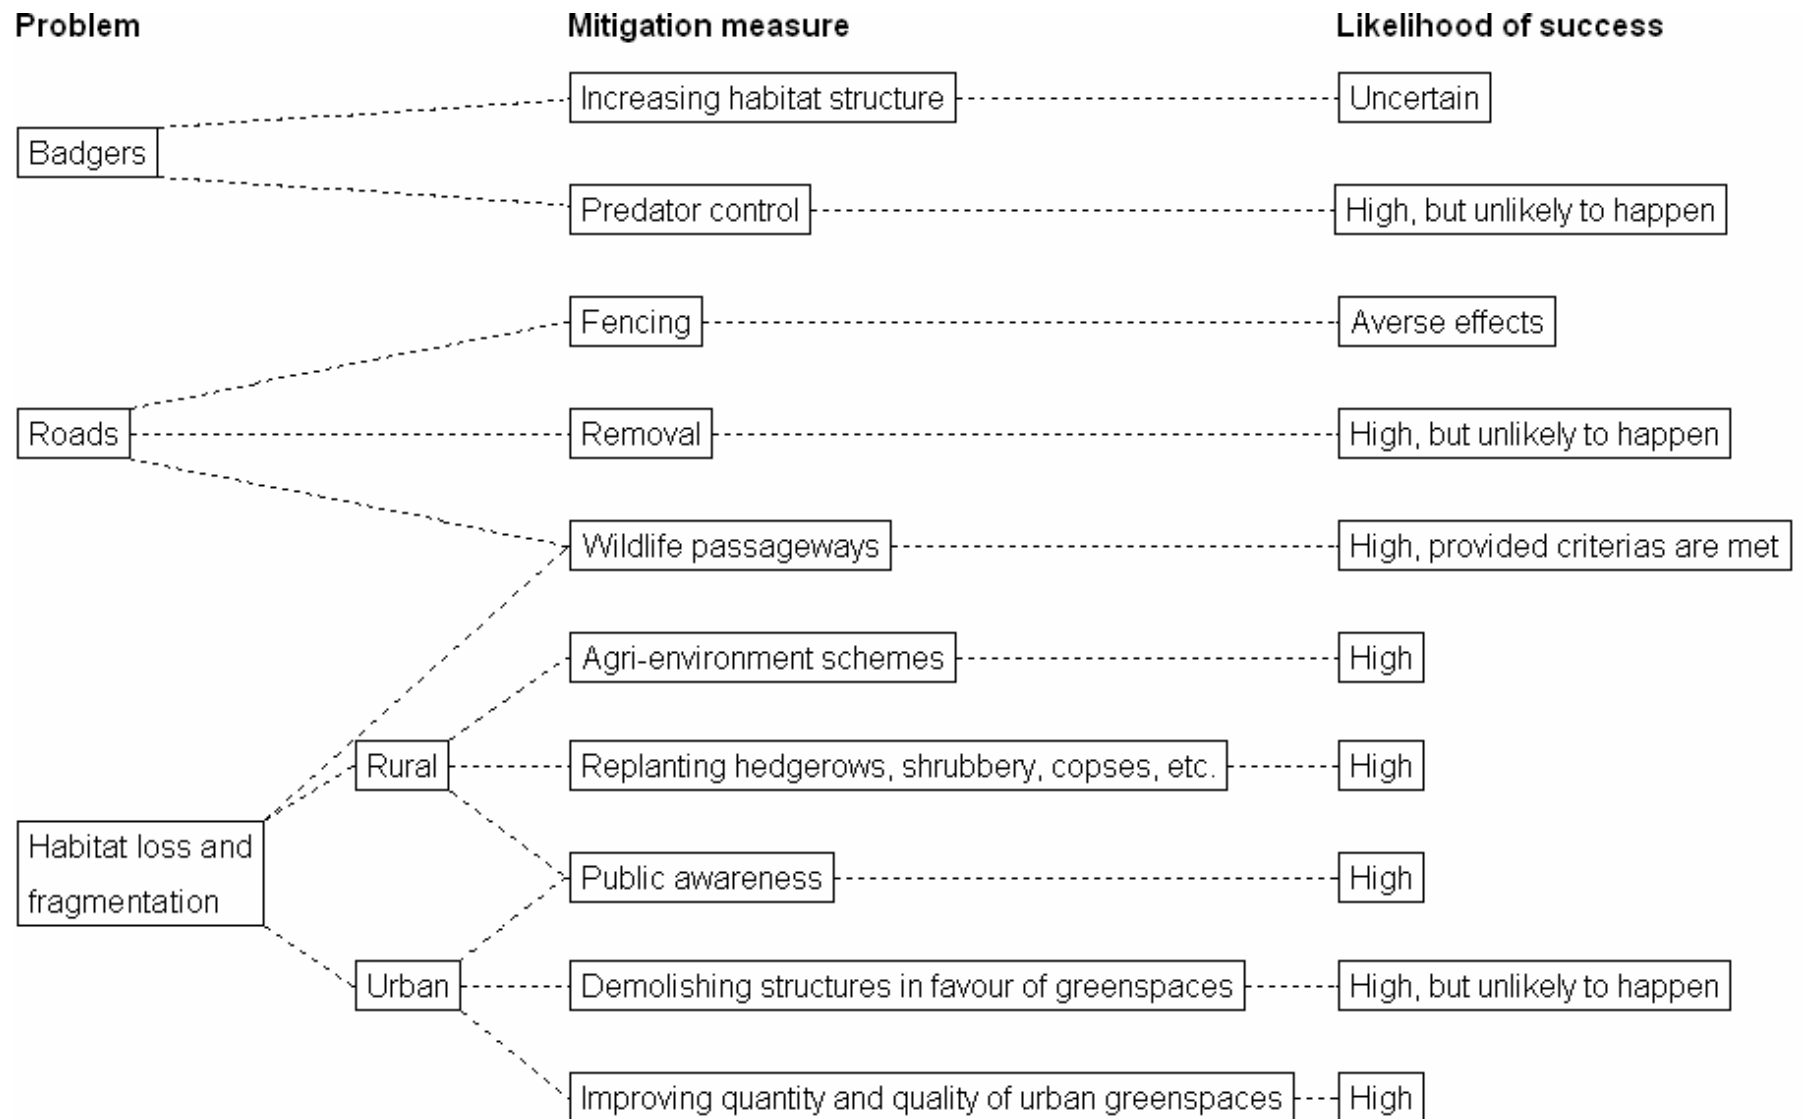 Problem
Mitigation measure
Likelihood of success
Increasing habitat structure
Uncertain
Badgers
Predator control
High, but unlikely to happen
Fencing
Averse effects
Roads
Removal
High, but unlikely to happen
Wildlife passageways
High, provided criterias are met
Agri-environment schemes
High
Rural
Replanting hedgerows, shrubbery, copses, etc.
High
Habitat loss and
fragmentation
Public awareness
High
Urban
Demolishing structures in favour of greenspaces
High, but unlikely to happen
Improving quantity and quality of urban greenspaces
High